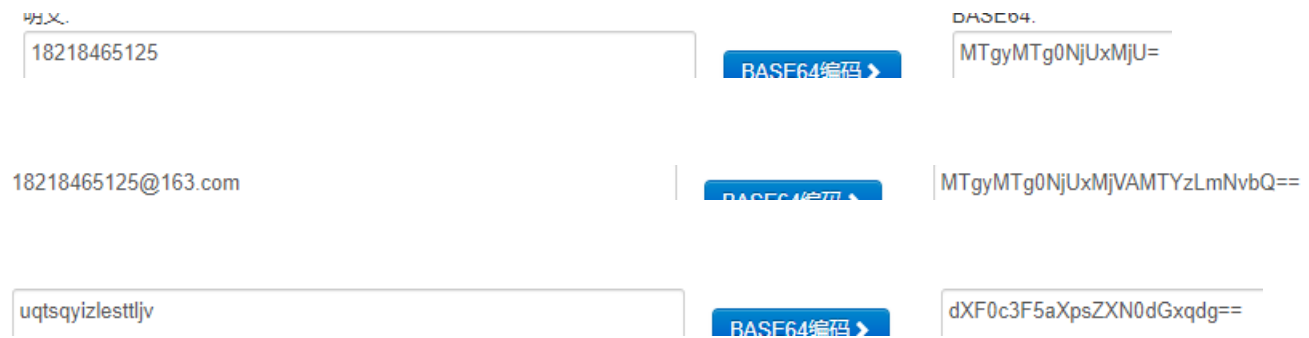 明文: BASE64:
18218465125 BASE64编码 MTgyMTg0NjUxMjU=
18218465125@163.com BASE64编码 MTgyMTg0NjUxMjVAMTYzLmNvbQ==
uqtsqyizlesttljv BASE64编码 dXF0c3F5aXpsZXN0dGxqdg==